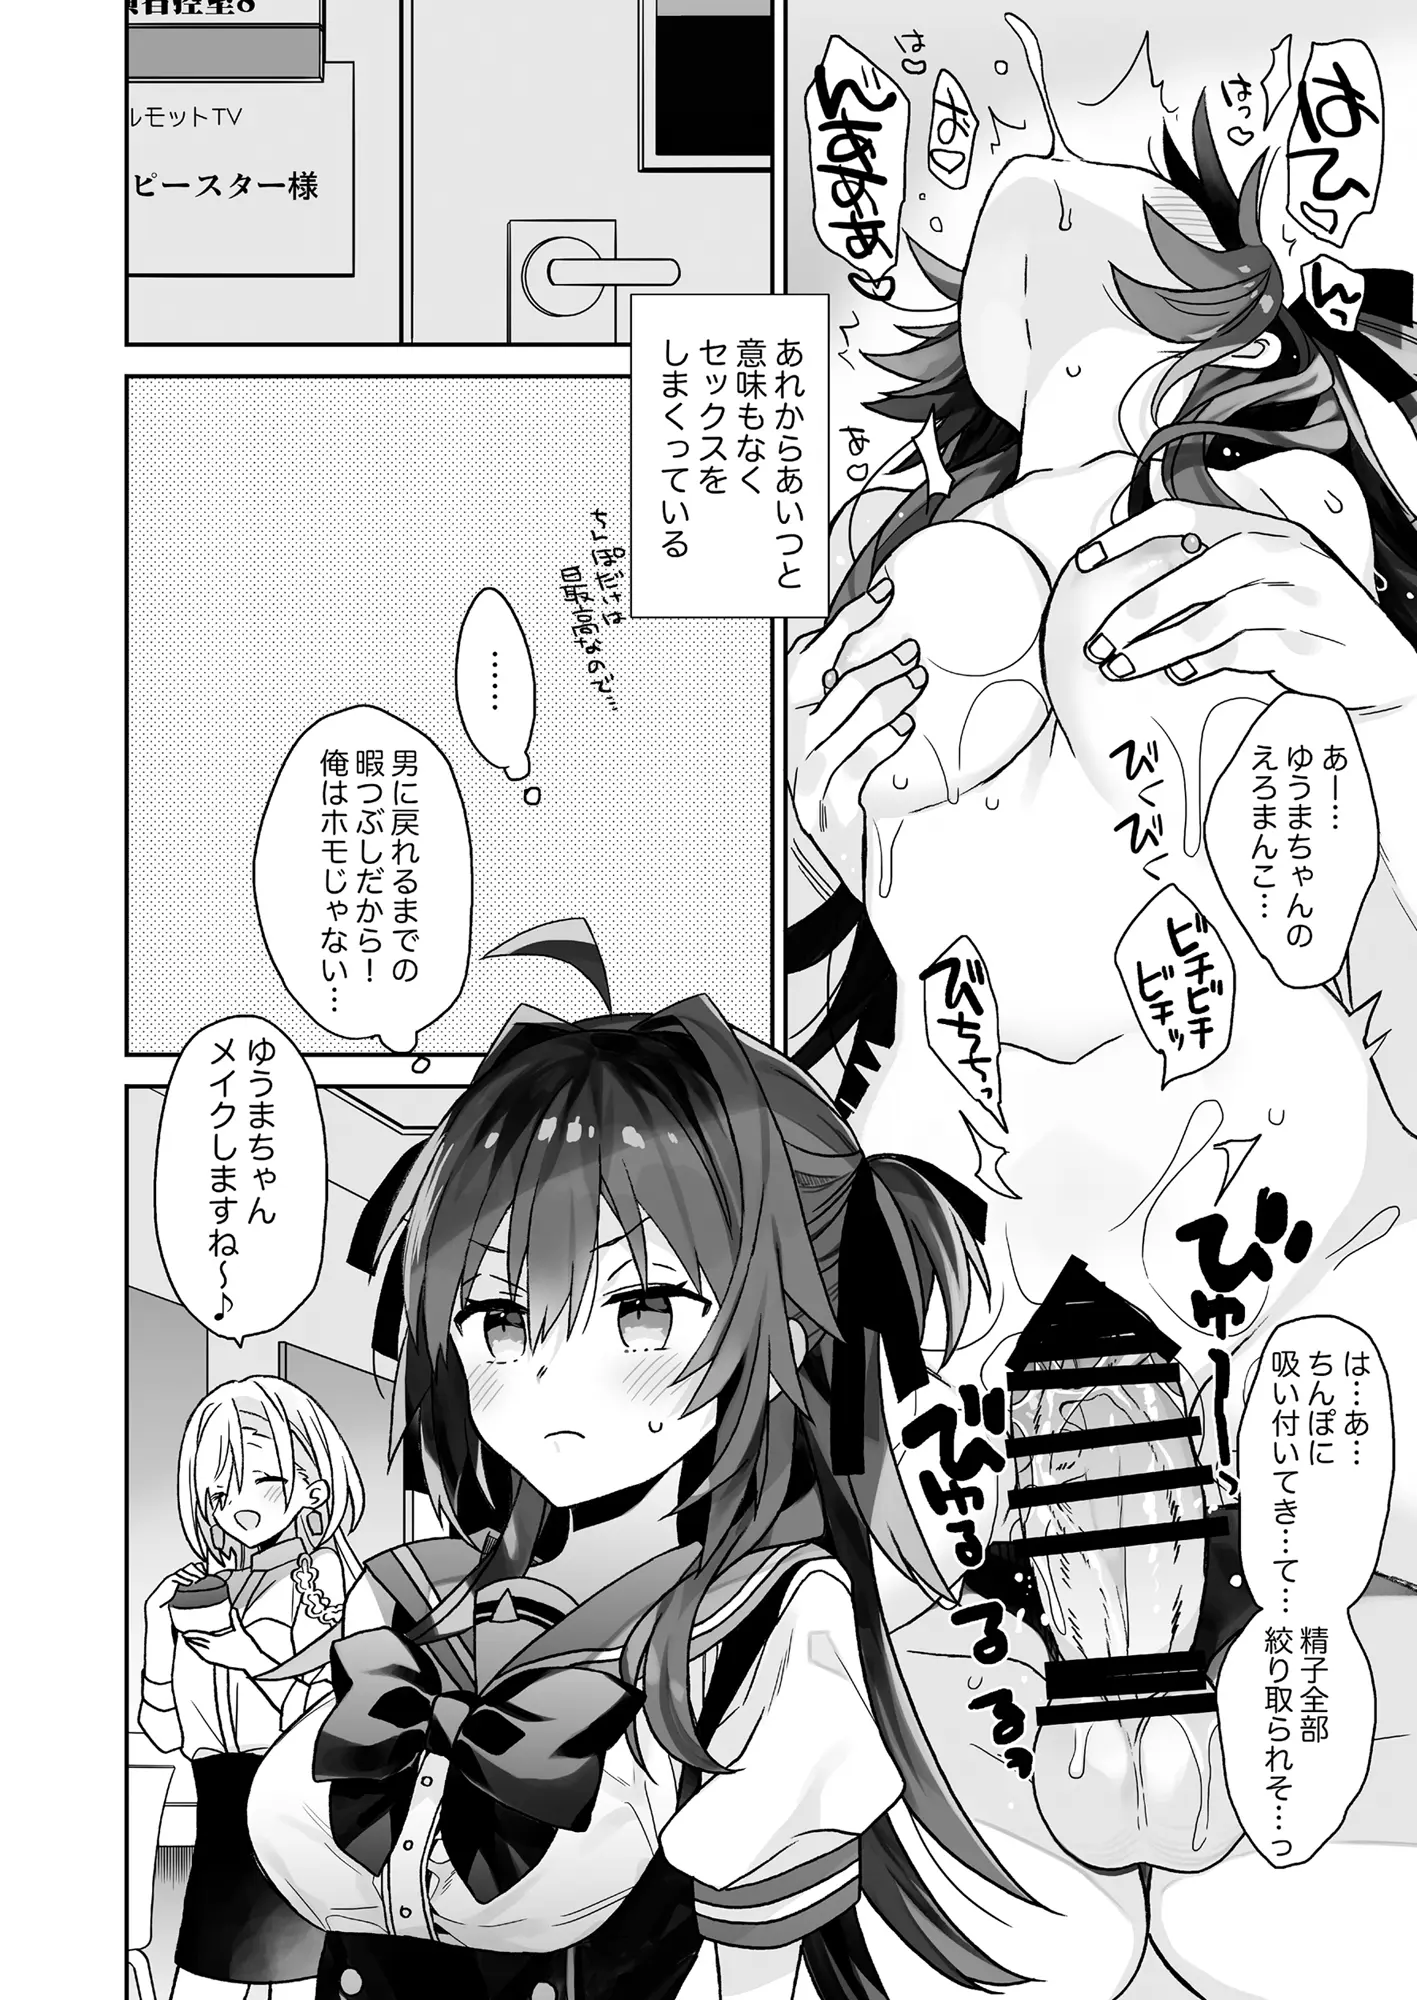 はひ♡
んっ
はっ♡
お♡
は♡
んああああ♡
あ♡
あー…
ゆうまちゃんの
えろまんこ…
びくびく
ビチビチ
ビチッ
びちちっ
びゅーっ
びゅるるるっ
は…あ…
ちんぽに
吸い付いてき…て…
精子全部
絞り取られそ…っ
あれからあいつと
意味もなく
セックスを
しまくっている
演者控室8
ルモットTV
ピースター様
ちんぽだけは
最高なのだ…
……
男に戻れるまでの
暇つぶしだから！
俺はホモじゃない…
ゆうまちゃん
メイクしますね～♪